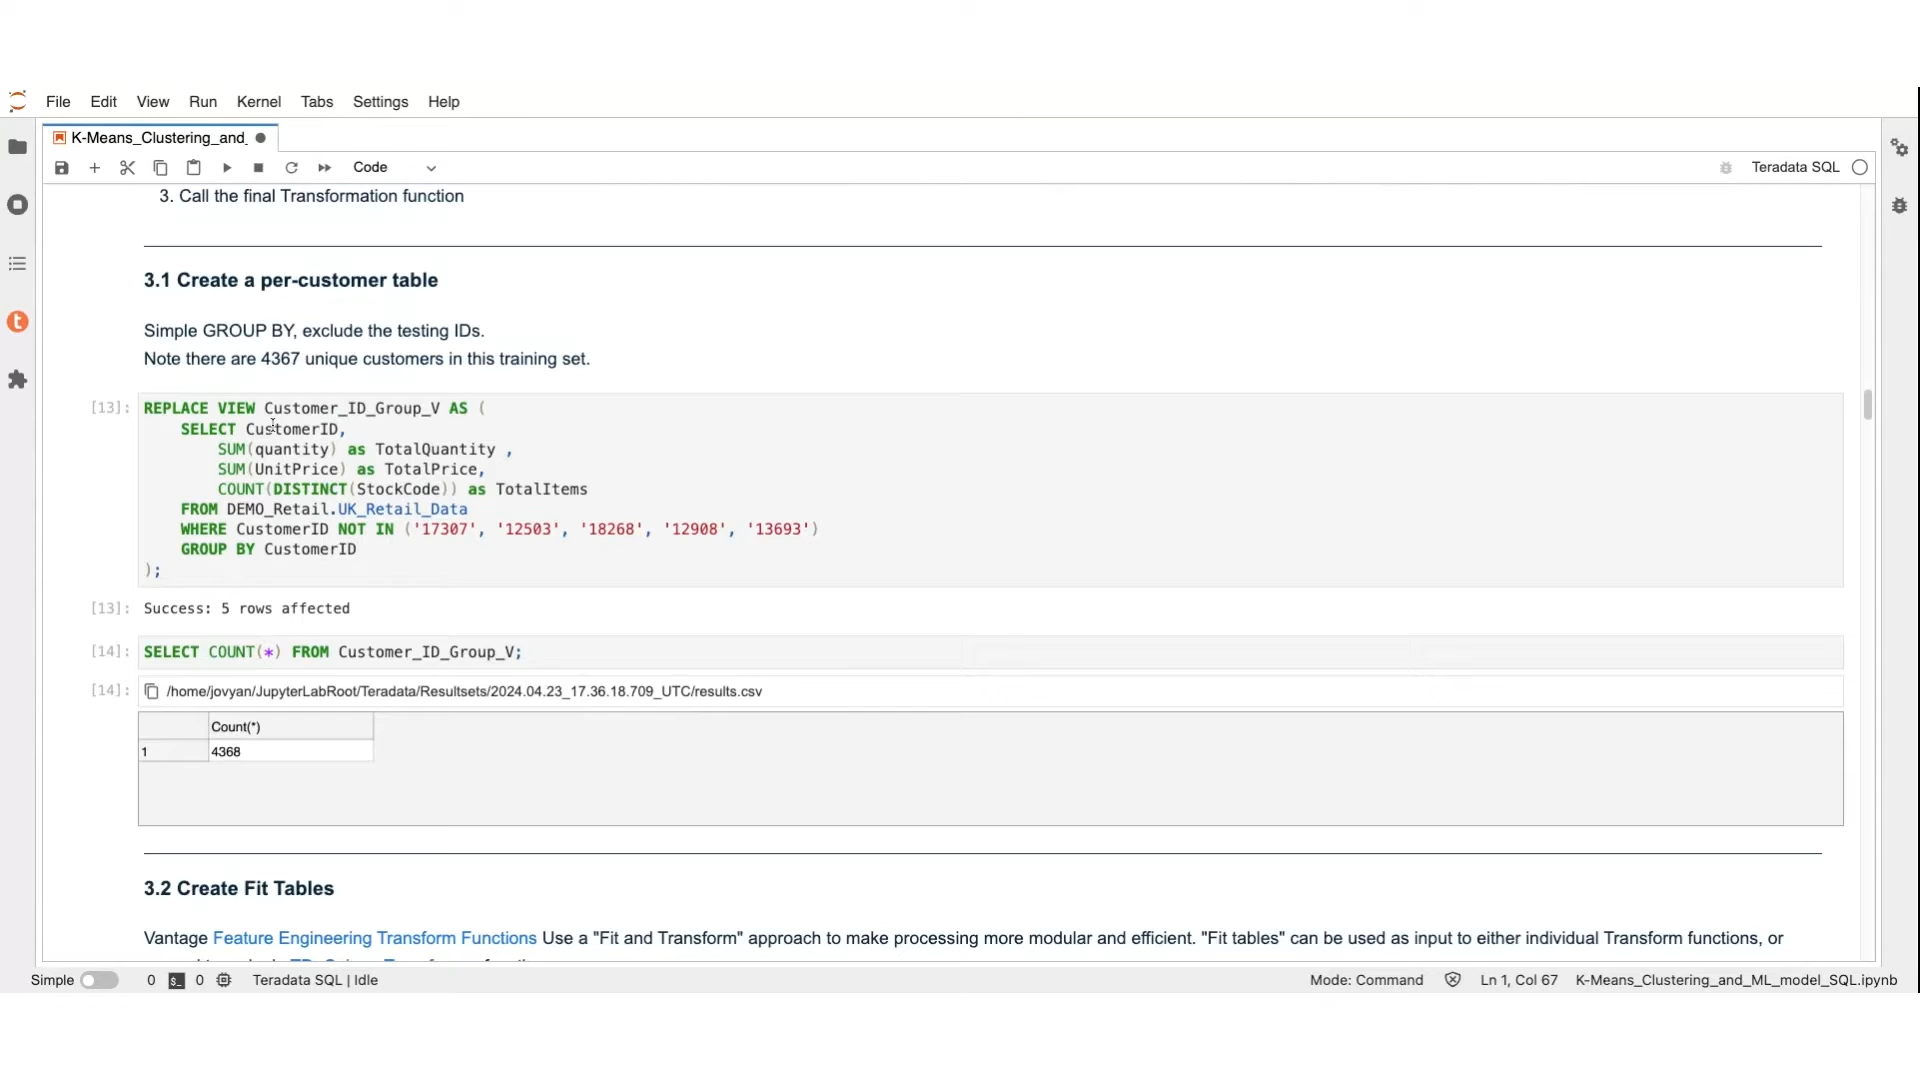 File Edit View Run Kernel Tabs Settings Help
K-Means_Clustering_and_
Code
Teradata SQL
3. Call the final Transformation function
3.1 Create a per-customer table
Simple GROUP BY, exclude the testing IDs.
Note there are 4367 unique customers in this training set.
[13]: REPLACE VIEW Customer_ID_Group_V AS (
SELECT CustomerID,
SUM(quantity) as TotalQuantity ,
SUM(UnitPrice) as TotalPrice,
COUNT(DISTINCT(StockCode)) as TotalItems
FROM DEMO_Retail.UK_Retail_Data
WHERE CustomerID NOT IN ('17307', '12503', '18268', '12908', '13693')
GROUP BY CustomerID
);
[13]: Success: 5 rows affected
[14]: SELECT COUNT(*) FROM Customer_ID_Group_V;
[14]: /home/jovyan/JupyterLabRoot/Teradata/Resultsets/2024.04.23_17.36.18.709_UTC/results.csv
Count(*)
1 4368
3.2 Create Fit Tables
Vantage Feature Engineering Transform Functions Use a "Fit and Transform" approach to make processing more modular and efficient. "Fit tables" can be used as input to either individual Transform functions, or
Simple 0 $_ 0 Teradata SQL | Idle Mode: Command Ln 1, Col 67 K-Means_Clustering_and_ML_model_SQL.ipynb